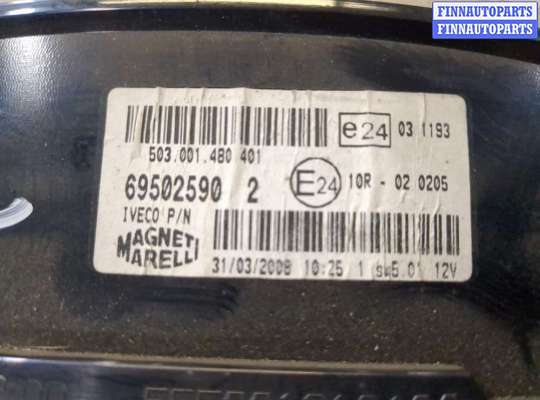 FINNAUTOPARTS
FINNAUTOPARTS
e24 03 1193
503.001.480 401
69502590 2 E24 10R - 02 0205
IVECO P/N
MAGNETI MARELLI
31/03/2008 10:25 1 sw5.01 12V